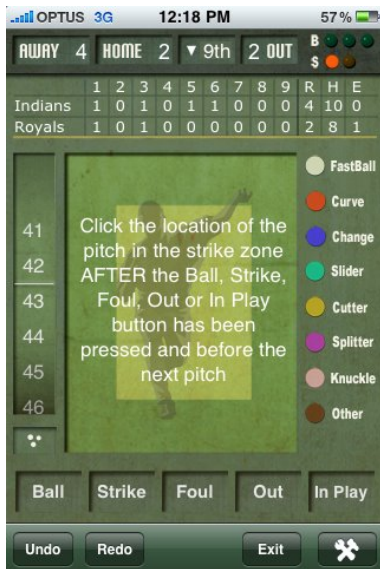 OPTUS 3G 12:18 PM 57%
AWAY 4 HOME 2 ▼ 9th 2 OUT B S
1 2 3 4 5 6 7 8 9 R H E
Indians 1 0 1 0 1 1 0 0 0 4 10 0
Royals 1 0 1 0 0 0 0 0 0 2 8 1
FastBall
Curve
Change
Slider
Cutter
Splitter
Knuckle
Other
41
42
43
44
45
46
Click the location of the
pitch in the strike zone
AFTER the Ball, Strike,
Foul, Out or In Play
button has been
pressed and before the
next pitch
Ball Strike Foul Out In Play
Undo Redo Exit